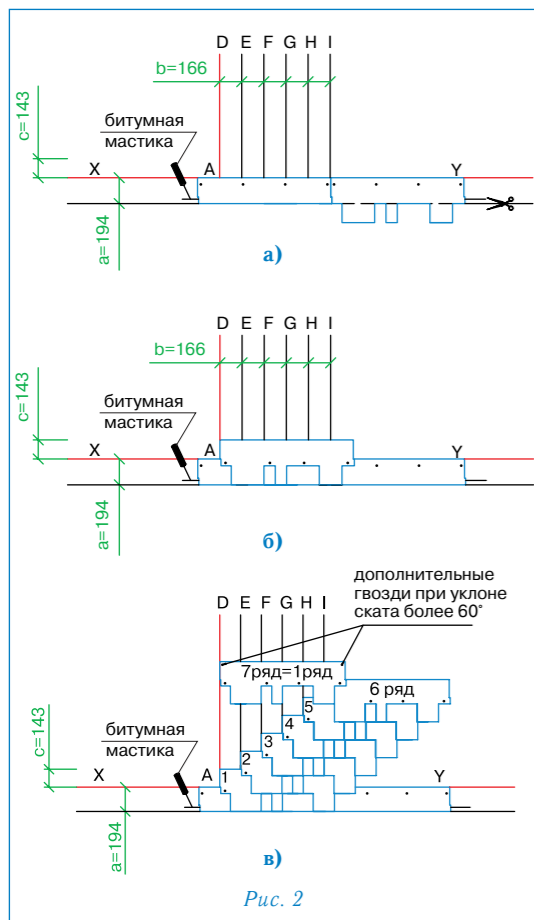 D E F G H I
b=166
c=143
битумная
мастика
X A Y
a=194
а)
D E F G H I
b=166
c=143
битумная
мастика
X A Y
a=194
б)
дополнительные
гвозди при уклоне
ската более 60°
D E F G H I
7ряд=1ряд
6 ряд
5
4
3
2
1
c=143
битумная
мастика
X A Y
a=194
в)
Рис. 2